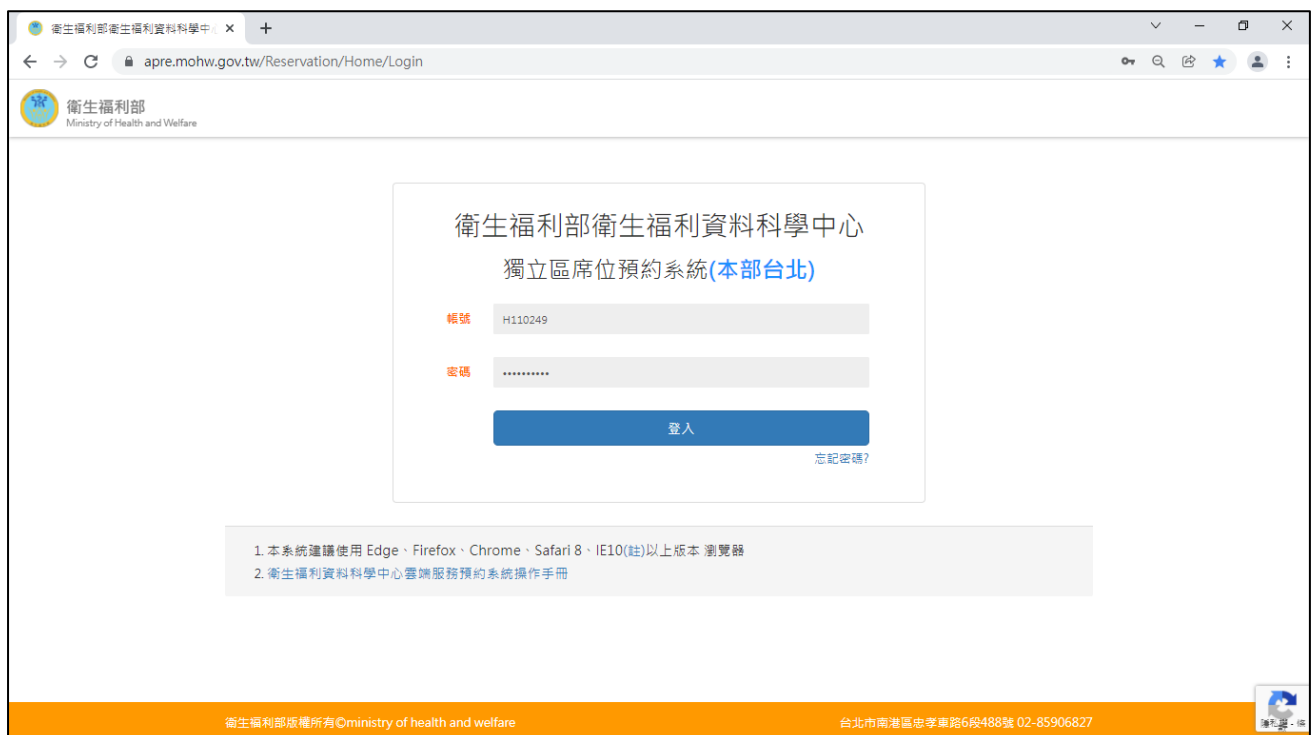 衛生福利部衛生福利資料科學中
apre.mohw.gov.tw/Reservation/Home/Login
衛生福利部
Ministry of Health and Welfare
衛生福利部衛生福利資料科學中心
獨立區席位預約系統(本部台北)
帳號 H110249
密碼 ••••••••••
登入
忘記密碼?
1. 本系統建議使用 Edge、Firefox、Chrome、Safari 8、IE10(註)以上版本 瀏覽器
2. 衛生福利資料科學中心雲端服務預約系統操作手冊
衛生福利部版權所有©ministry of health and welfare 台北市南港區忠孝東路6段488號 02-85906827
隱私權 - 條